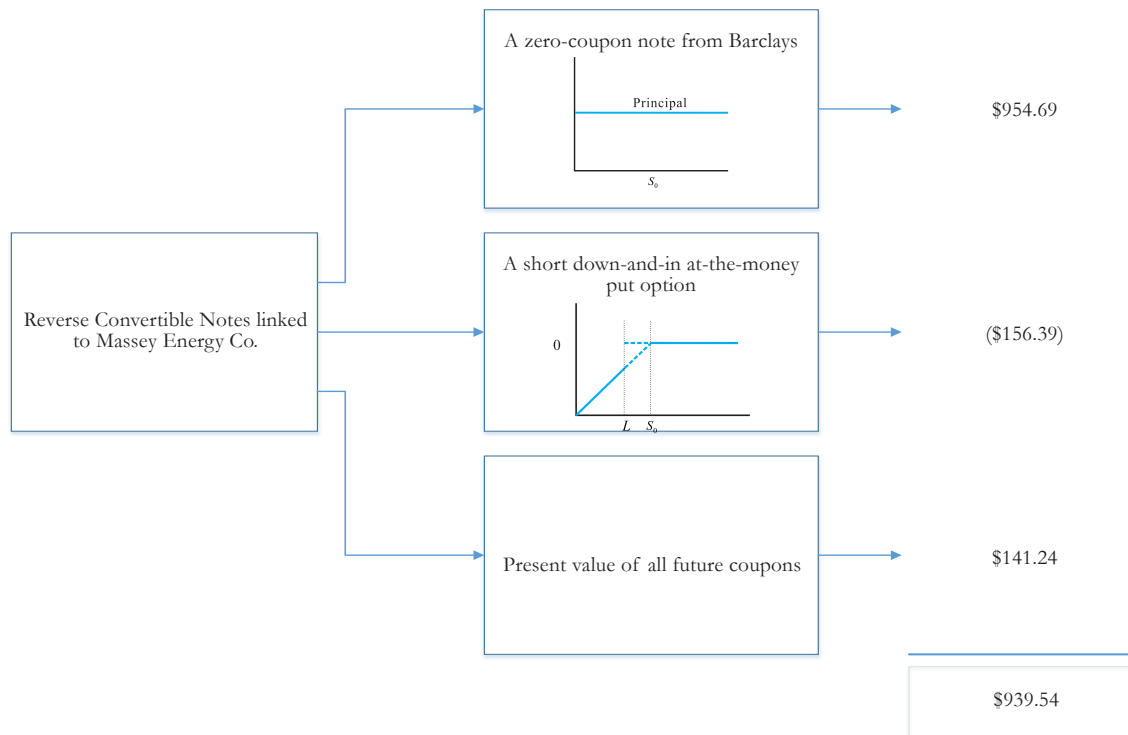 A zero-coupon note from Barclays
Principal
S₀
$954.69
Reverse Convertible Notes linked
to Massey Energy Co.
A short down-and-in at-the-money
put option
0
L S₀
($156.39)
Present value of all future coupons
$141.24
$939.54